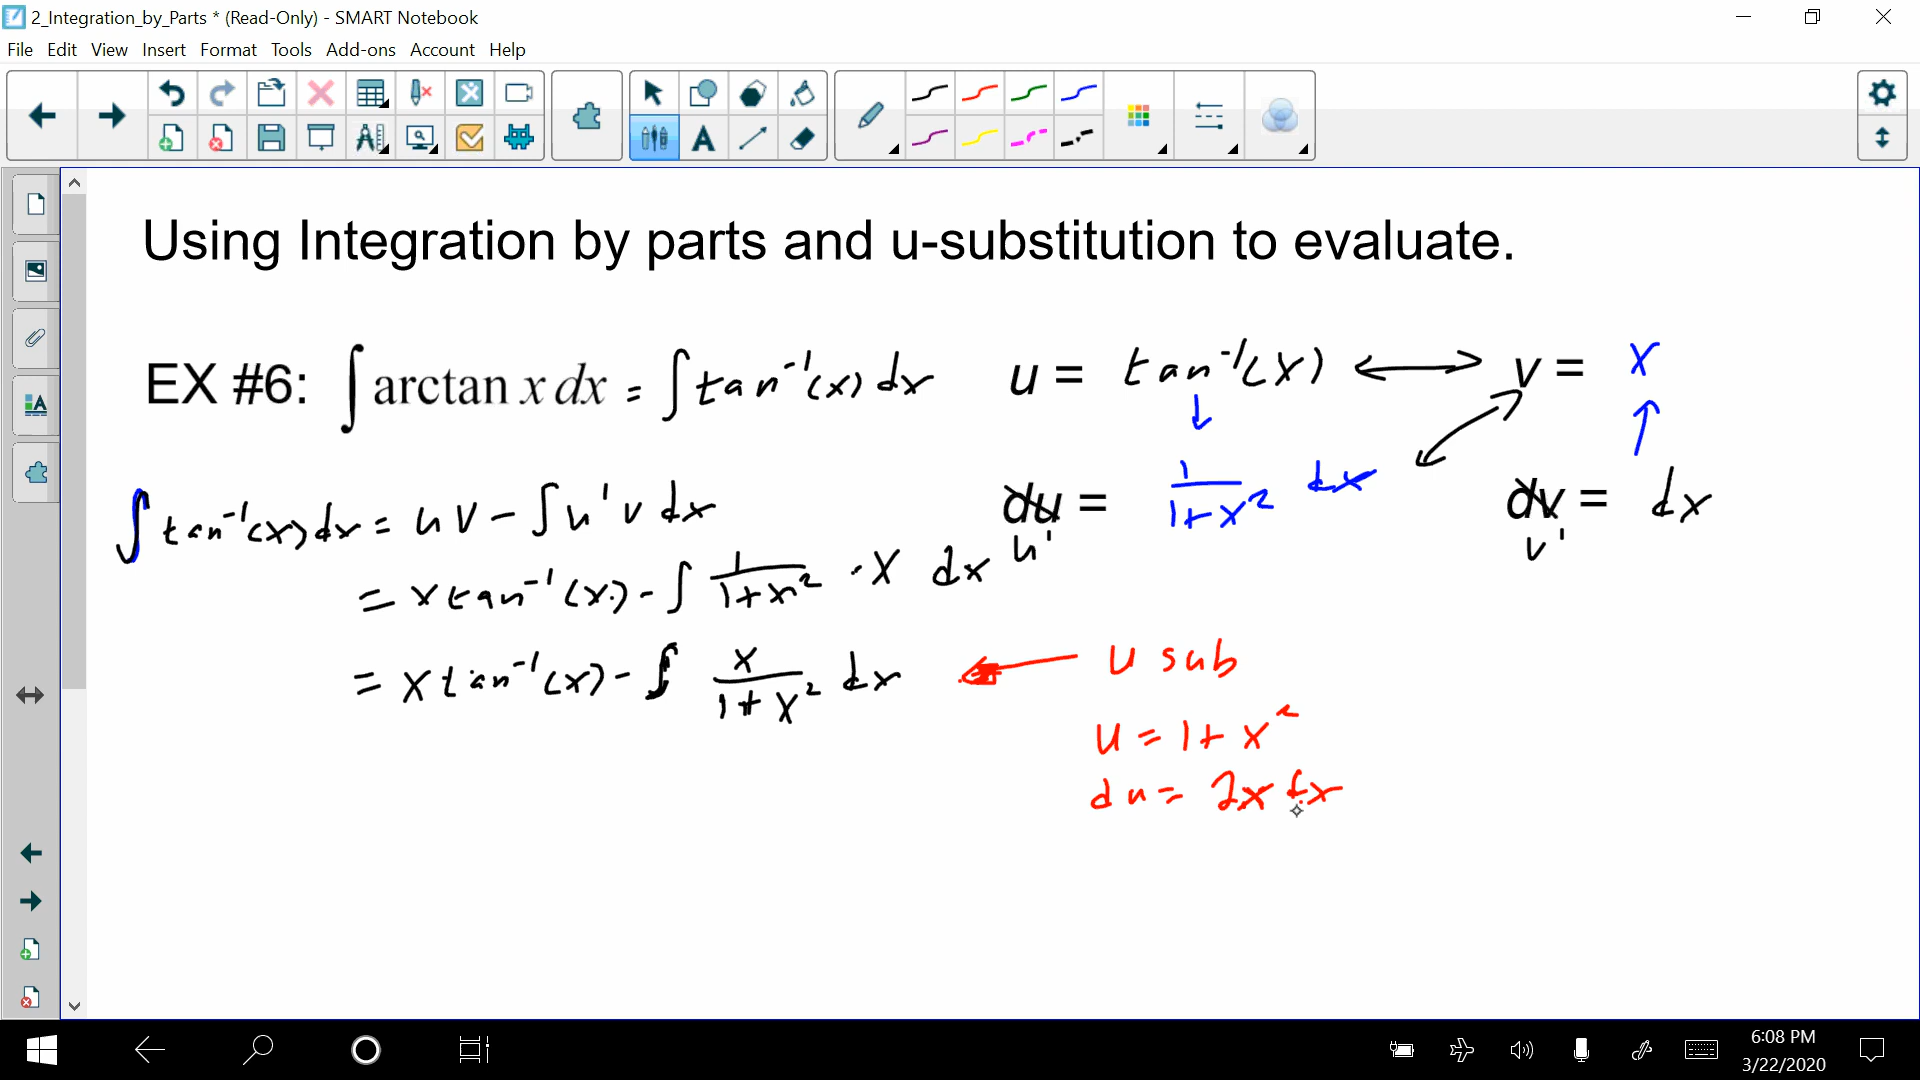 2_Integration_by_Parts * (Read-Only) - SMART Notebook
File Edit View Insert Format Tools Add-ons Account Help
Using Integration by parts and u-substitution to evaluate.
EX #6: ∫ arctan x dx = ∫ tan⁻¹(x) dx
u = tan⁻¹(x) ⟷ v = x
du = 1/(1+x²) dx
u'
dv = dx
v'
∫ tan⁻¹(x) dx = uv - ∫ u' v dx
= x tan⁻¹(x) - ∫ 1/(1+x²) · x dx
= x tan⁻¹(x) - ∫ x/(1+x²) dx
u sub
u = 1 + x²
du = 2x dx
6:08 PM
3/22/2020